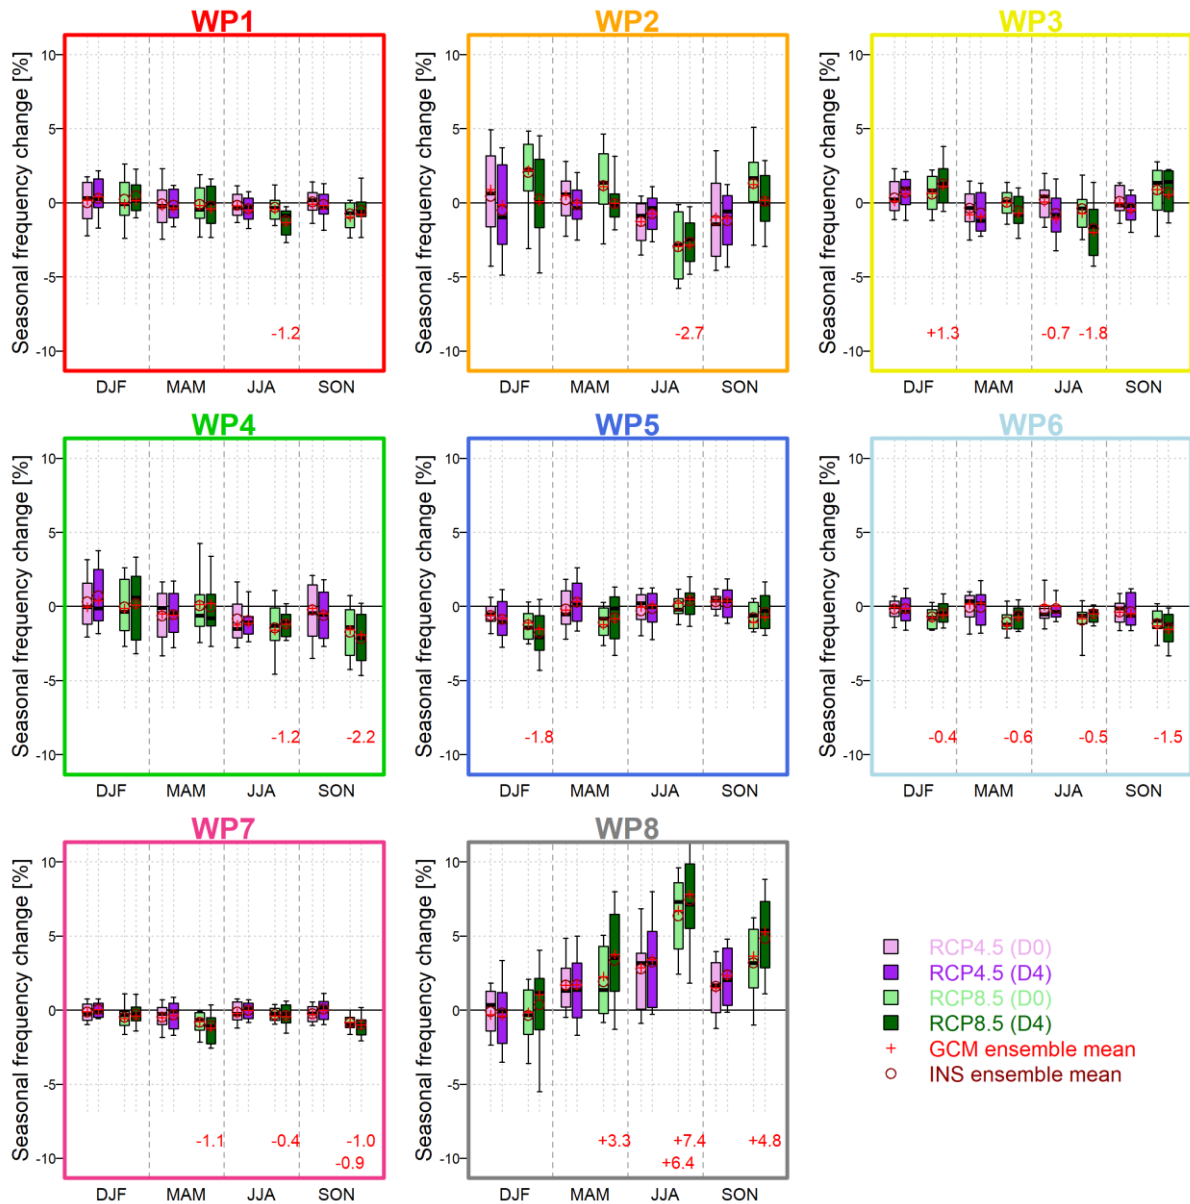 WP1
WP2
WP3
Seasonal frequency change [%]
10
5
0
-5
-10
-1.2
DJF MAM JJA SON
Seasonal frequency change [%]
10
5
0
-5
-10
-2.7
DJF MAM JJA SON
Seasonal frequency change [%]
10
5
0
-5
-10
+1.3 -0.7 -1.8
DJF MAM JJA SON
WP4
WP5
WP6
Seasonal frequency change [%]
10
5
0
-5
-10
-1.2 -2.2
DJF MAM JJA SON
Seasonal frequency change [%]
10
5
0
-5
-10
-1.8
DJF MAM JJA SON
Seasonal frequency change [%]
10
5
0
-5
-10
-0.4 -0.6 -0.5 -1.5
DJF MAM JJA SON
WP7
WP8
Seasonal frequency change [%]
10
5
0
-5
-10
-1.1 -0.4 -1.0
-0.9
DJF MAM JJA SON
Seasonal frequency change [%]
10
5
0
-5
-10
+3.3 +7.4 +4.8
+6.4
DJF MAM JJA SON
RCP4.5 (D0)
RCP4.5 (D4)
RCP8.5 (D0)
RCP8.5 (D4)
+ GCM ensemble mean
INS ensemble mean